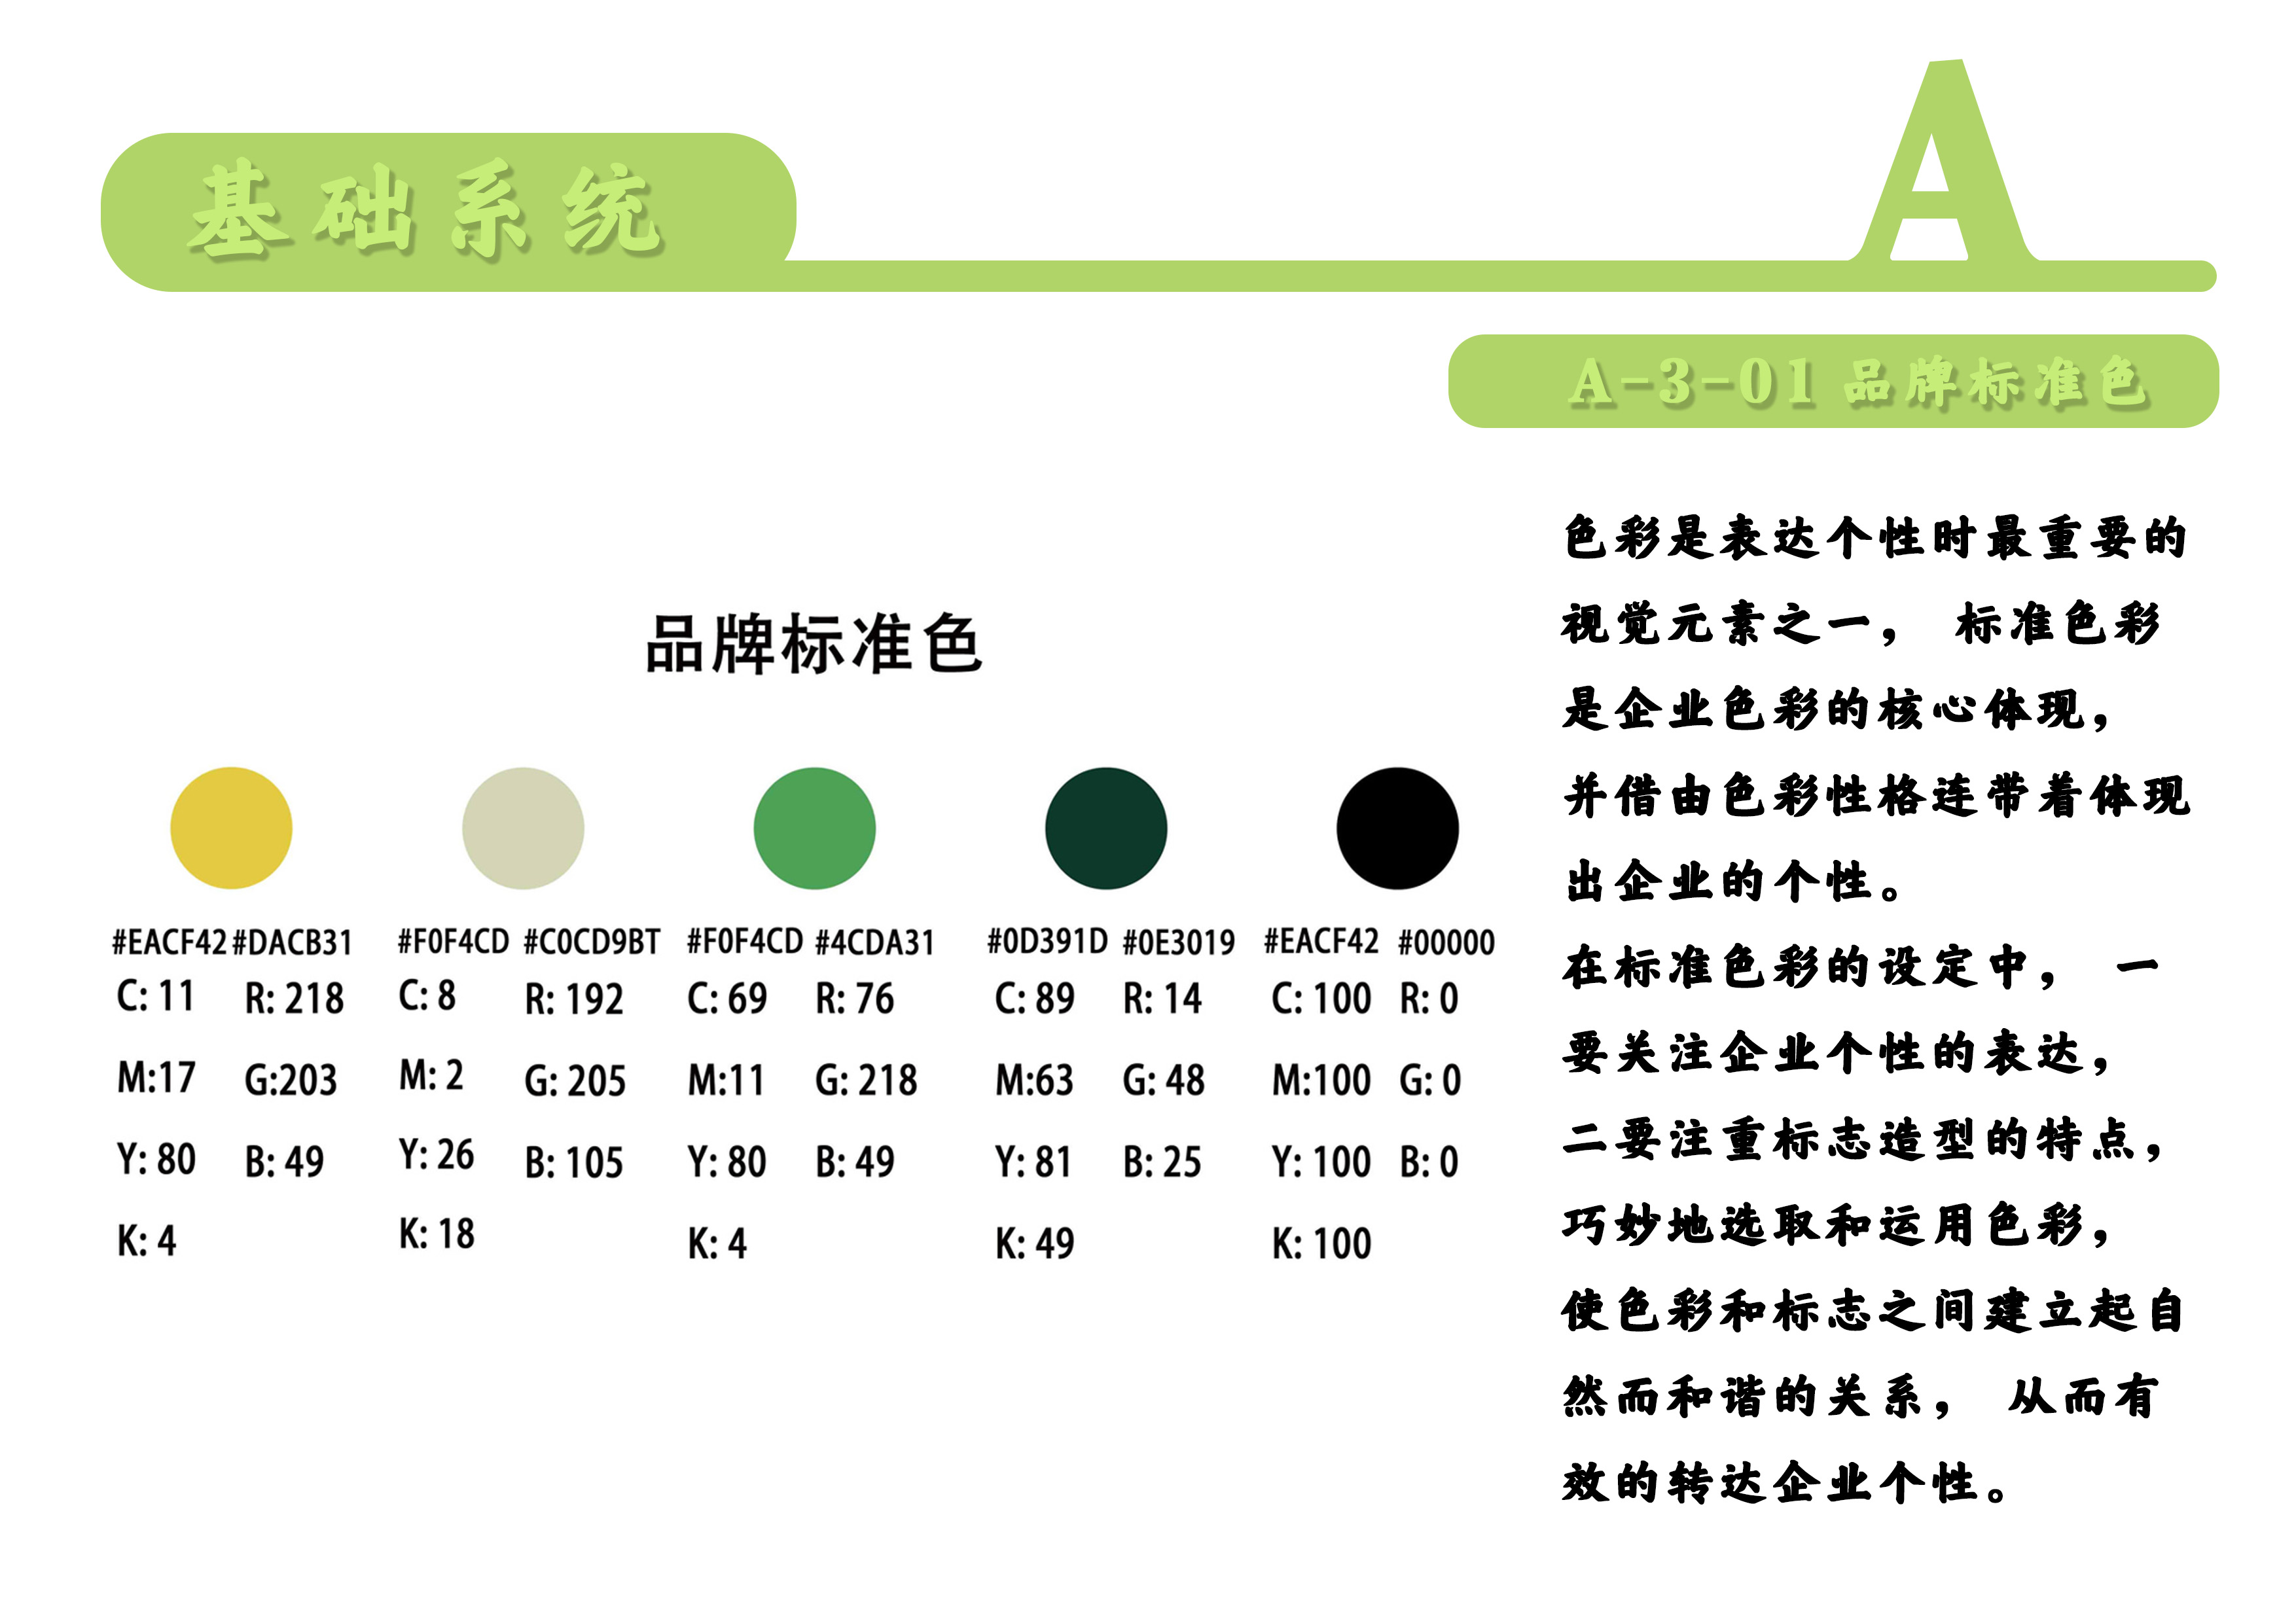 基础系统
A
A-3-01 品牌标准色
品牌标准色
#EACF42 #DACB31 #F0F4CD #C0CD9BT #F0F4CD #4CDA31 #0D391D #0E3019 #EACF42 #00000
C: 11 R: 218 C: 8 R: 192 C: 69 R: 76 C: 89 R: 14 C: 100 R: 0
M:17 G:203 M: 2 G: 205 M:11 G: 218 M:63 G: 48 M:100 G: 0
Y: 80 B: 49 Y: 26 B: 105 Y: 80 B: 49 Y: 81 B: 25 Y: 100 B: 0
K: 4 K: 18 K: 4 K: 49 K: 100
色彩是表达个性时最重要的
视觉元素之一， 标准色彩
是企业色彩的核心体现，
并借由色彩性格连带着体现
出企业的个性。
在标准色彩的设定中， 一
要关注企业个性的表达，
二要注重标志造型的特点，
巧妙地选取和运用色彩，
使色彩和标志之间建立起自
然而和谐的关系， 从而有
效的转达企业个性。